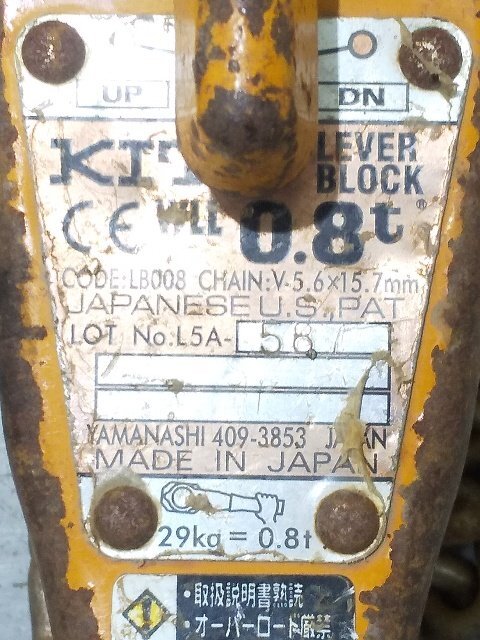 UP DN
LEVER
BLOCK
CE WLL 0.8t ®
CODE:LB008 CHAIN:V-5.6×15.7mm
JAPANESE U.S. PAT
LOT No.L5A-
YAMANASHI 409-3853 JAPAN
MADE IN JAPAN
29kg = 0.8t
・取扱説明書熟読
・オーバーロード厳禁